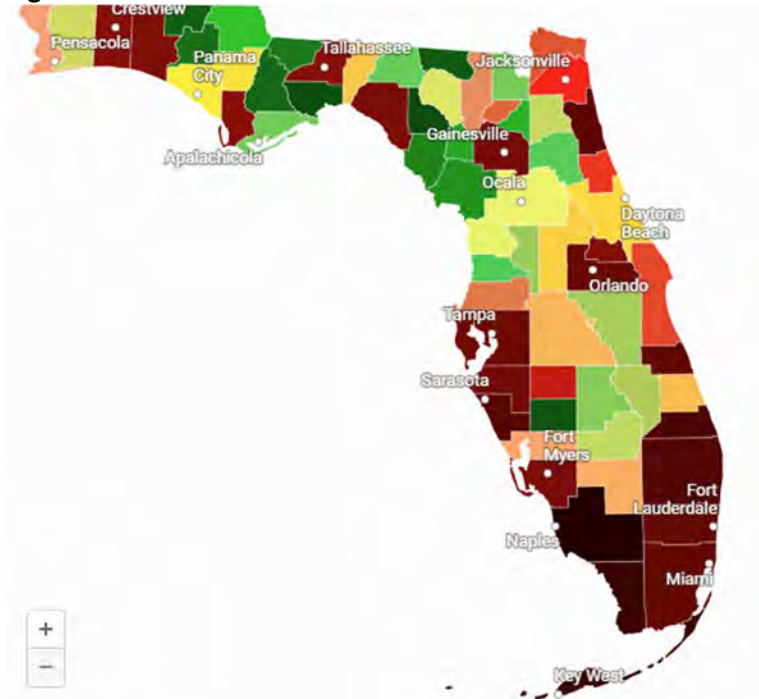 Crestview
Pensacola
Panama
City
Tallahassee
Jacksonville
Gainesville
Apalachicola
Ocala
Daytona
Beach
Orlando
Tampa
Sarasota
Fort
Myers
Fort
Lauderdale
Naples
Miami
+
−
Key West